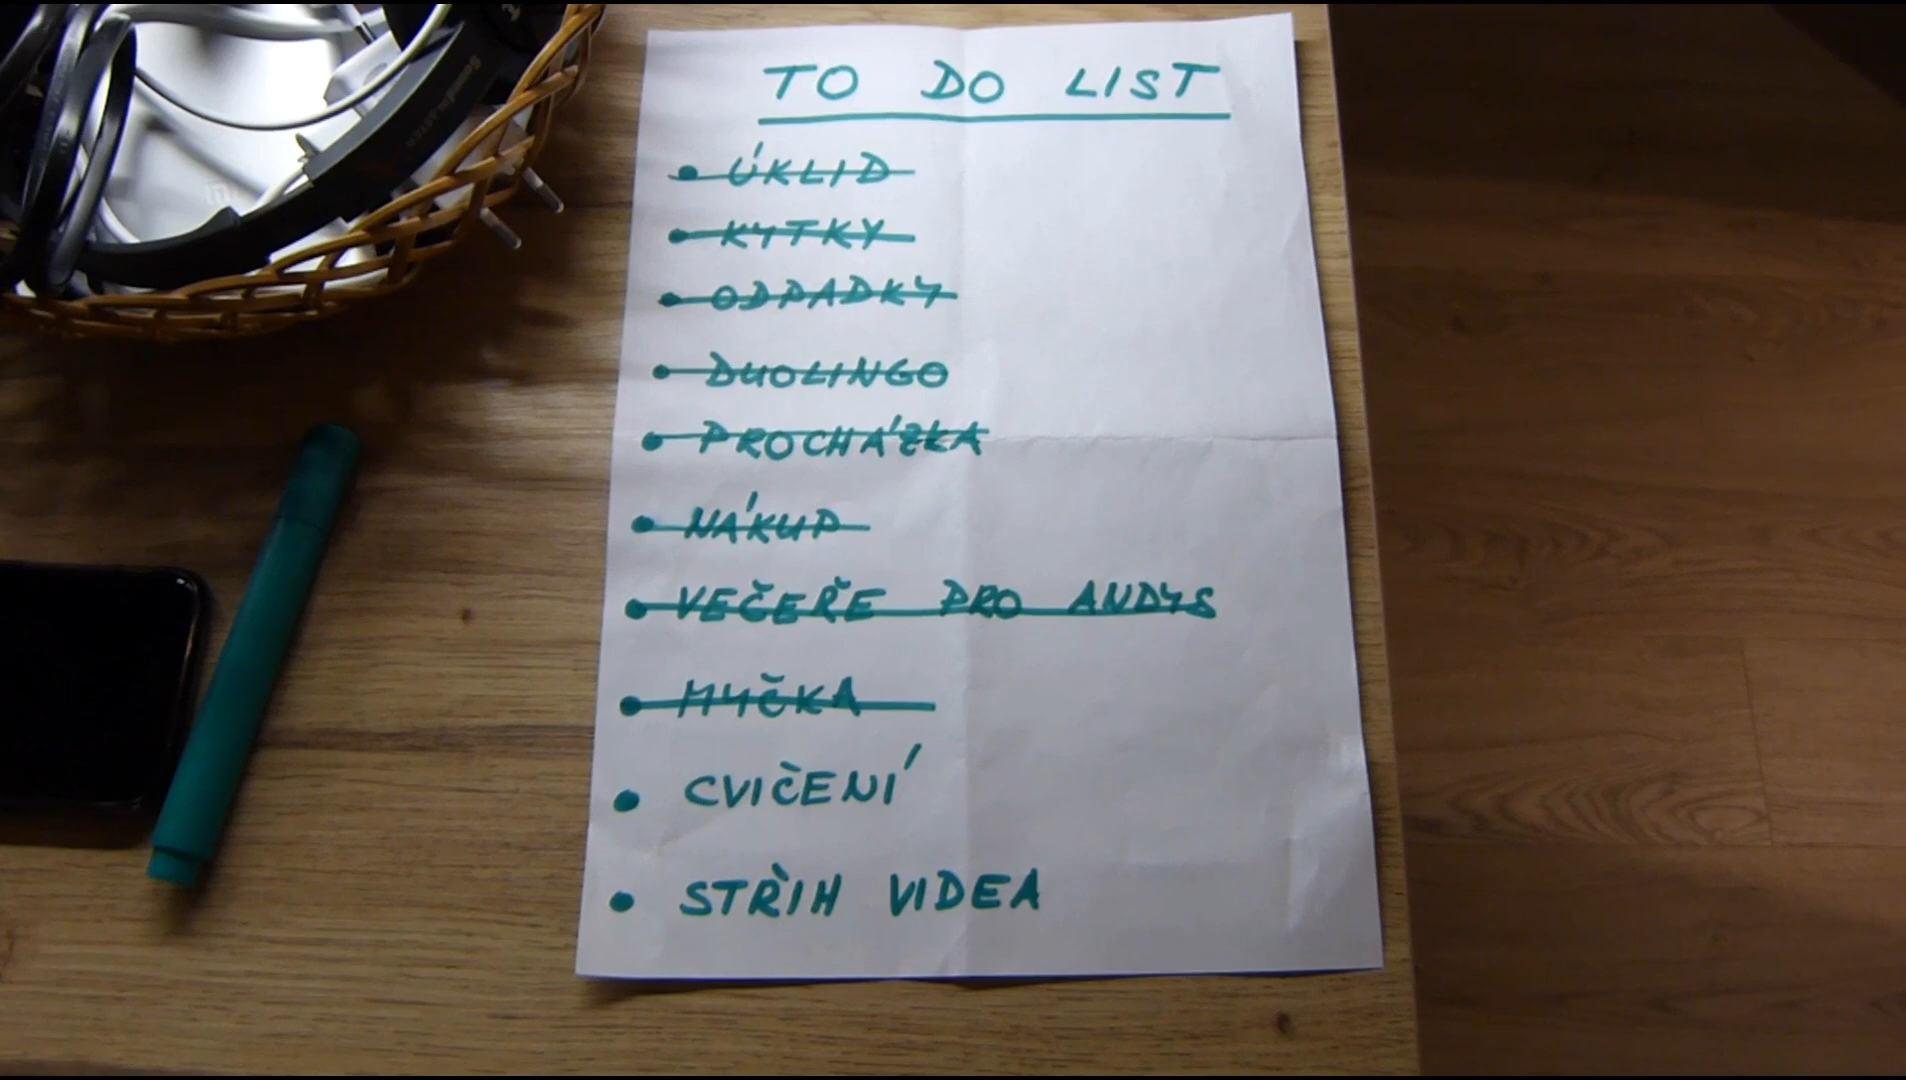 TO DO LIST
• ÚKLID
• KYTKY
• ODPADKY
• DUOLINGO
• PROCHÁZKA
• NÁKUP
• VEČEŘE PRO ANDYS
• MYČKA
• CVIČENÍ
• STŘIH VIDEA